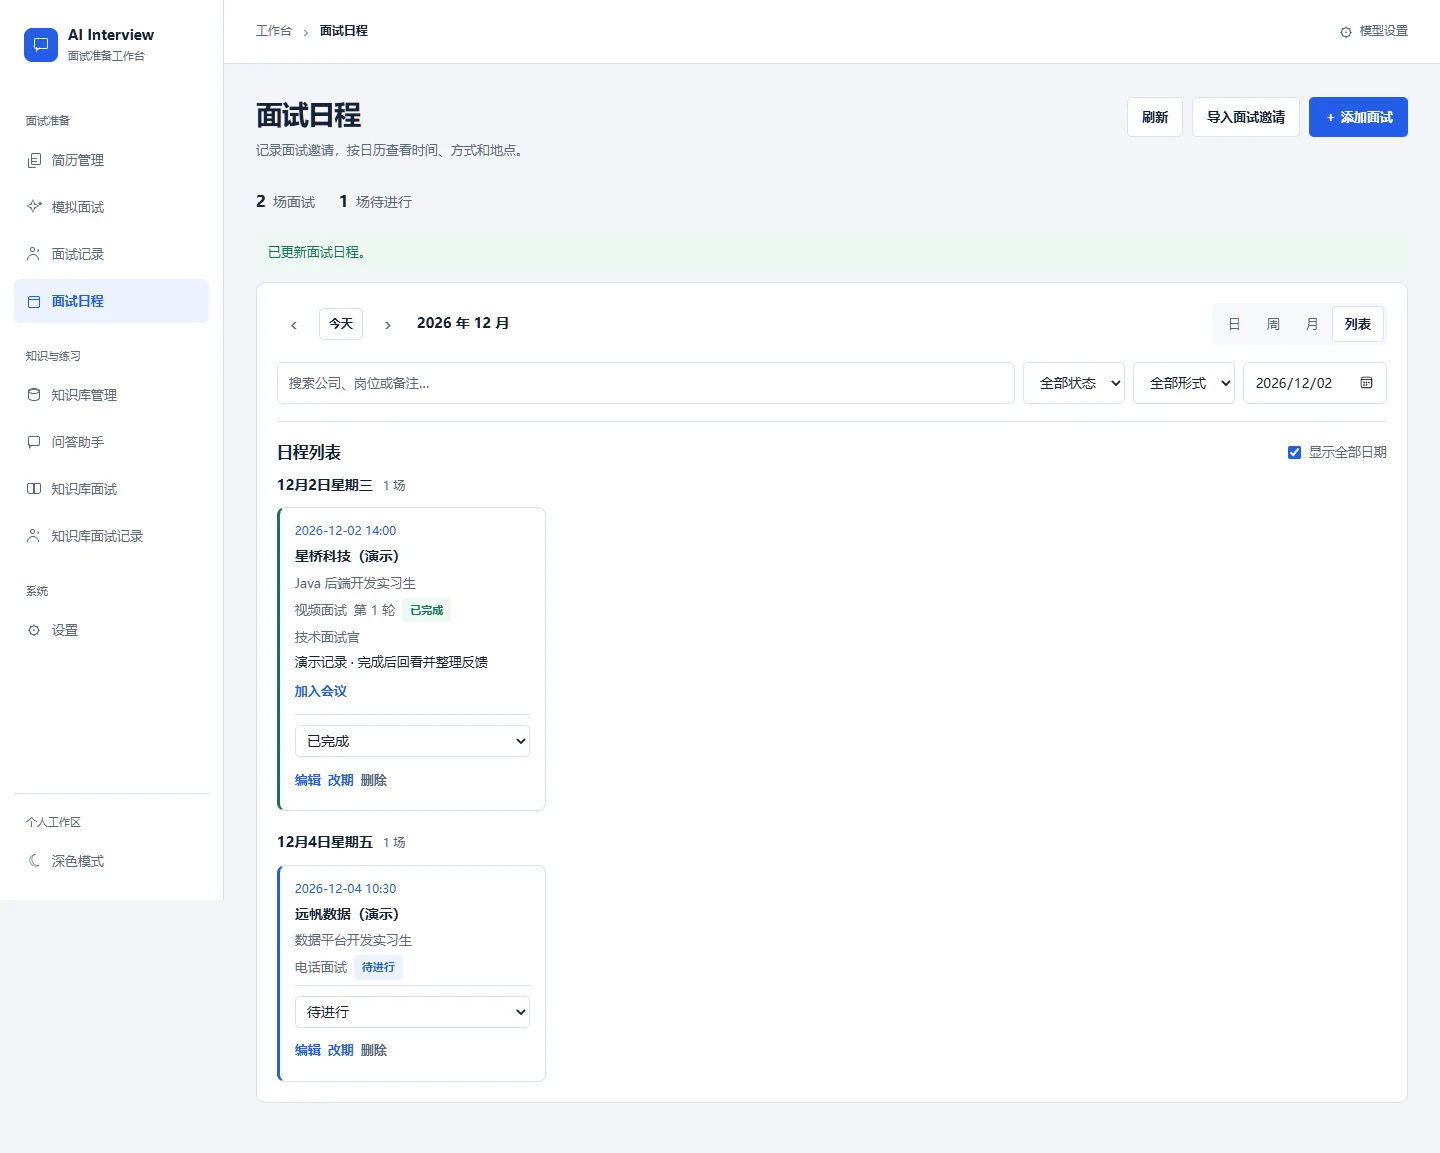 AI Interview
面试准备工作台
面试准备
简历管理
模拟面试
面试记录
面试日程
知识与练习
知识库管理
问答助手
知识库面试
知识库面试记录
系统
设置
个人工作区
深色模式
工作台 › 面试日程
模型设置
面试日程
记录面试邀请，按日历查看时间、方式和地点。
刷新
导入面试邀请
+ 添加面试
2 场面试 1 场待进行
已更新面试日程。
‹ 今天 › 2026 年 12 月
日 周 月 列表
搜索公司、岗位或备注... 全部状态 全部形式 2026/12/02
日程列表
显示全部日期
12月2日星期三 1 场
2026-12-02 14:00
星桥科技（演示）
Java 后端开发实习生
视频面试 第 1 轮 已完成
技术面试官
演示记录 · 完成后回看并整理反馈
加入会议
已完成
编辑 改期 删除
12月4日星期五 1 场
2026-12-04 10:30
远帆数据（演示）
数据平台开发实习生
电话面试 待进行
待进行
编辑 改期 删除